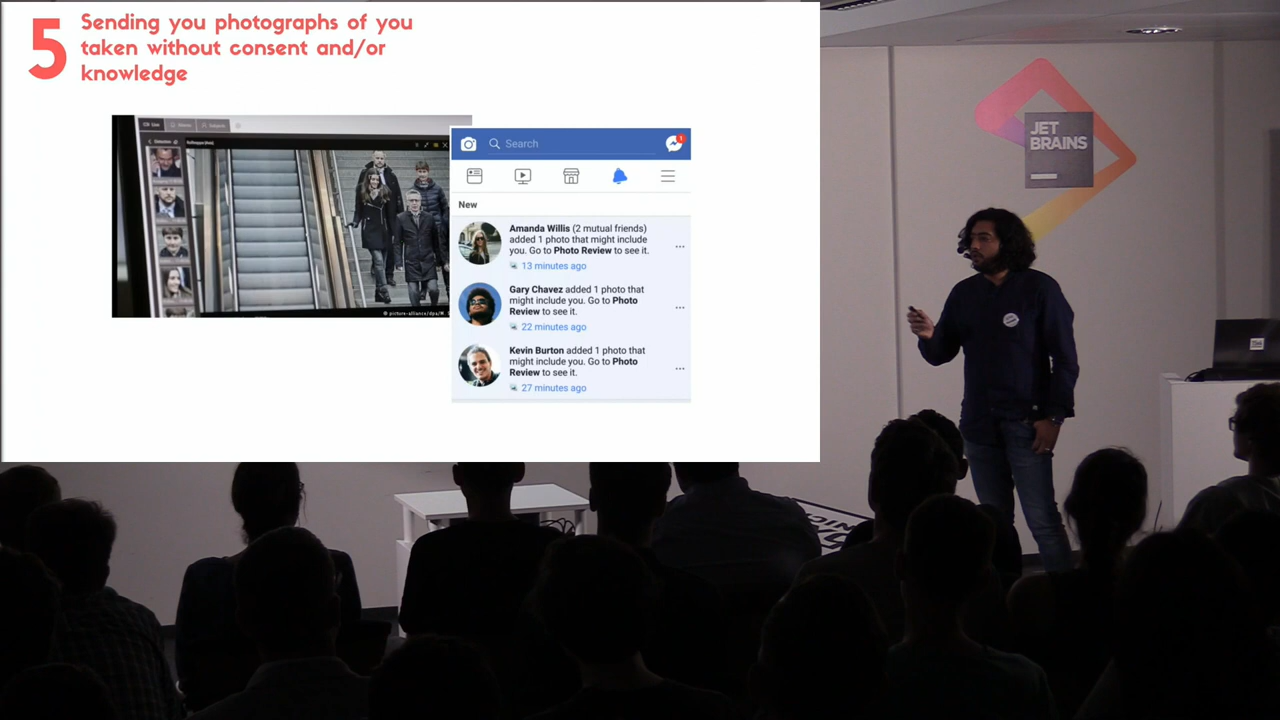 5
Sending you photographs of you
taken without consent and/or
knowledge
Search
1
New
Amanda Willis (2 mutual friends)
added 1 photo that might include
you. Go to Photo Review to see it.
13 minutes ago
Gary Chavez added 1 photo that
might include you. Go to Photo
Review to see it.
22 minutes ago
Kevin Burton added 1 photo that
might include you. Go to Photo
Review to see it.
27 minutes ago
© picture-alliance/dpa/M.
JET
BRAINS